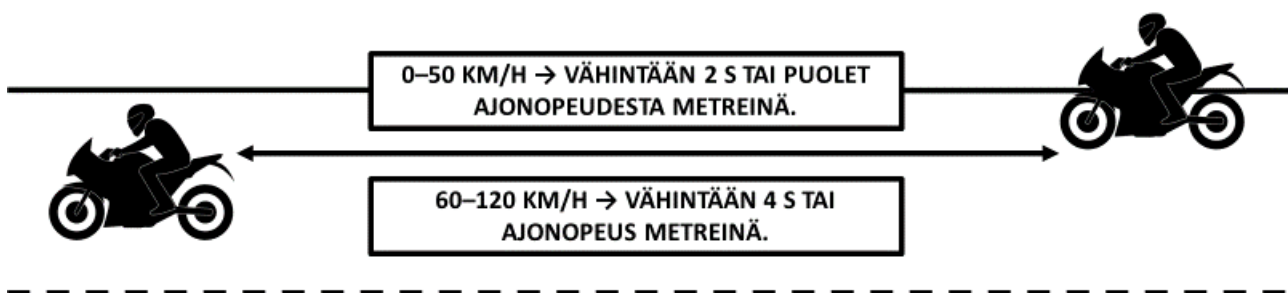 0–50 KM/H → VÄHINTÄÄN 2 S TAI PUOLET
AJONOPEUDESTA METREINÄ.
60–120 KM/H → VÄHINTÄÄN 4 S TAI
AJONOPEUS METREINÄ.